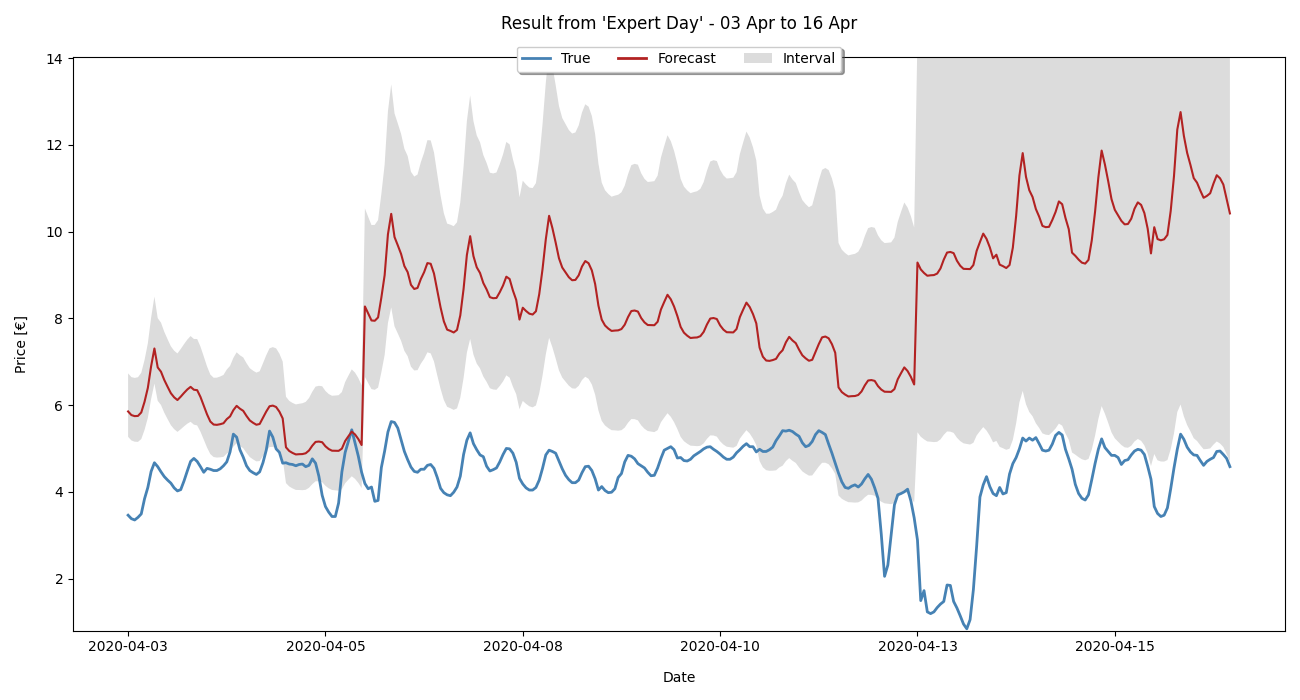 Result from 'Expert Day' - 03 Apr to 16 Apr
True Forecast Interval
14
12
10
8
6
4
2
Price [€]
2020-04-03 2020-04-05 2020-04-08 2020-04-10 2020-04-13 2020-04-15
Date